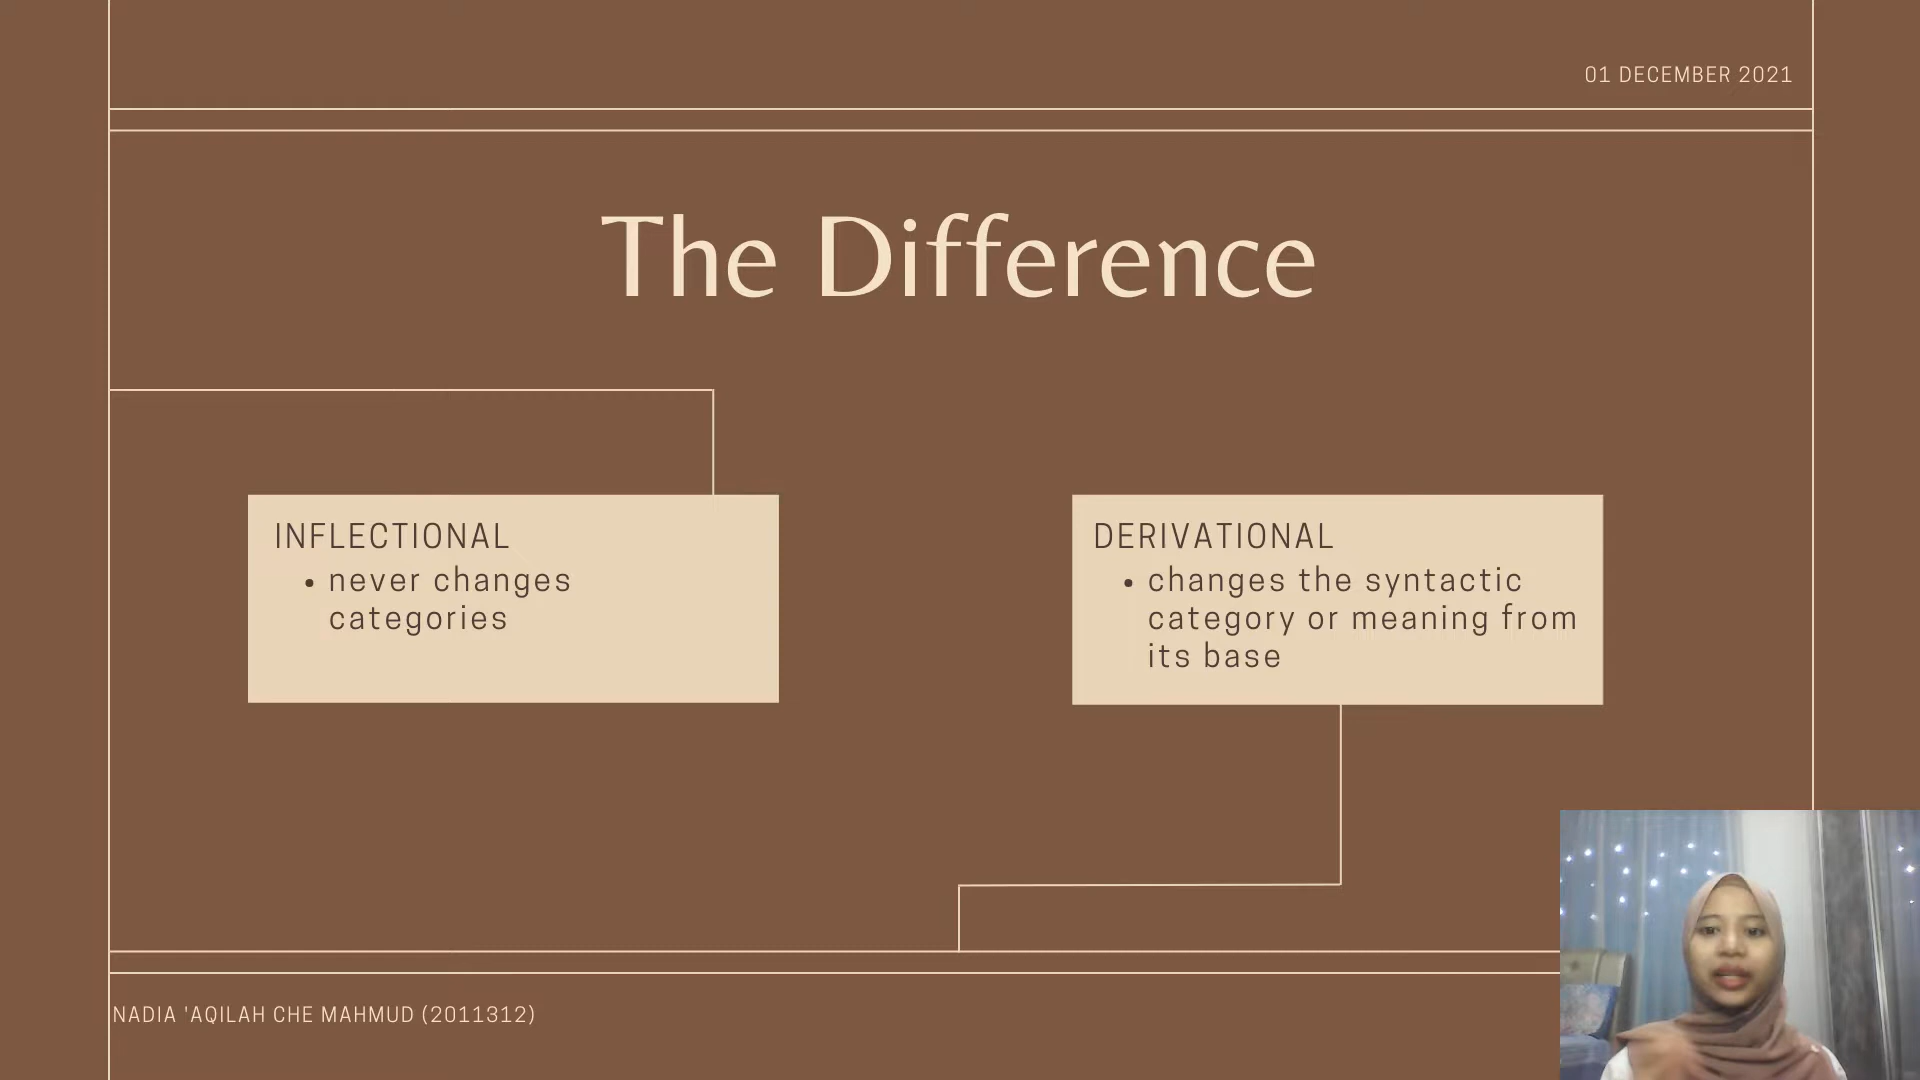 01 DECEMBER 2021
The Difference
INFLECTIONAL
• never changes
categories
DERIVATIONAL
• changes the syntactic
category or meaning from
its base
NADIA 'AQILAH CHE MAHMUD (2011312)